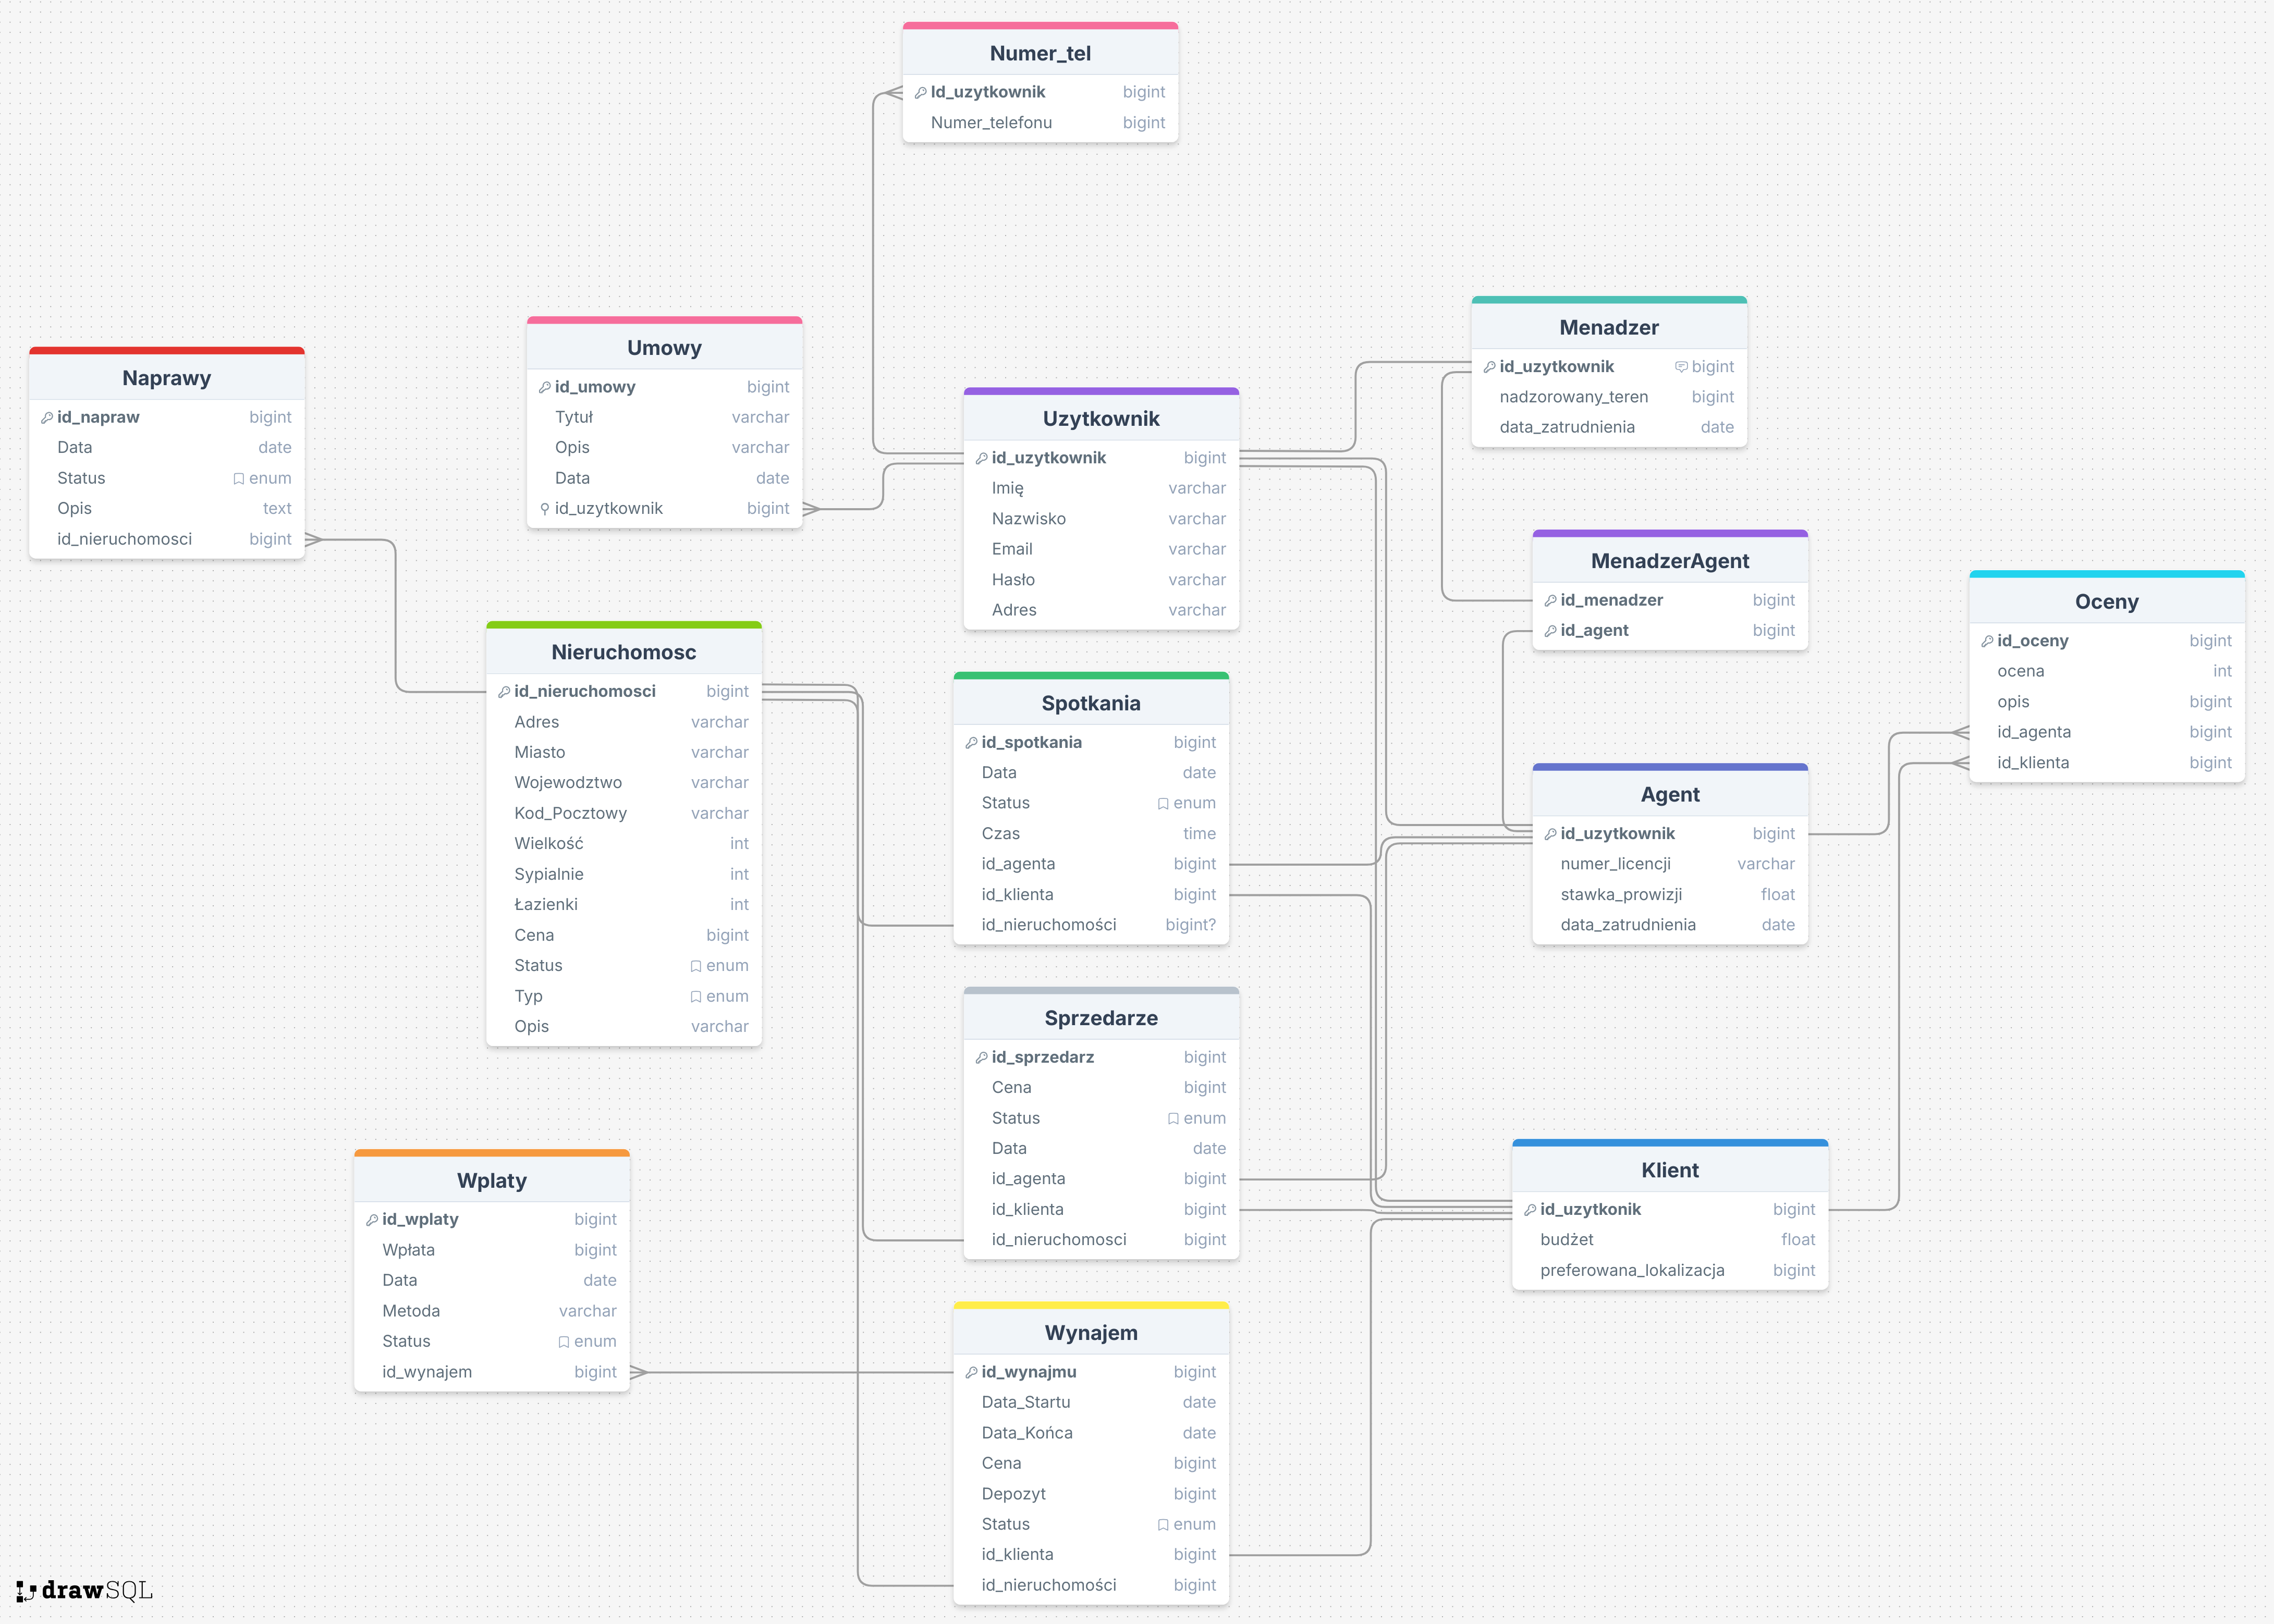 Numer_tel
Id_uzytkownik bigint
Numer_telefonu bigint
Menadzer
id_uzytkownik bigint
nadzorowany_teren bigint
data_zatrudnienia date
Umowy
id_umowy bigint
Tytuł varchar
Opis varchar
Data date
id_uzytkownik bigint
Naprawy
id_napraw bigint
Data date
Status enum
Opis text
id_nieruchomosci bigint
Uzytkownik
id_uzytkownik bigint
Imię varchar
Nazwisko varchar
Email varchar
Hasło varchar
Adres varchar
MenadzerAgent
id_menadzer bigint
id_agent bigint
Oceny
id_oceny bigint
ocena int
opis bigint
id_agenta bigint
id_klienta bigint
Nieruchomosc
id_nieruchomosci bigint
Adres varchar
Miasto varchar
Wojewodztwo varchar
Kod_Pocztowy varchar
Wielkość int
Sypialnie int
Łazienki int
Cena bigint
Status enum
Typ enum
Opis varchar
Spotkania
id_spotkania bigint
Data date
Status enum
Czas time
id_agenta bigint
id_klienta bigint
id_nieruchomości bigint?
Agent
id_uzytkownik bigint
numer_licencji varchar
stawka_prowizji float
data_zatrudnienia date
Sprzedarze
id_sprzedarz bigint
Cena bigint
Status enum
Data date
id_agenta bigint
id_klienta bigint
id_nieruchomosci bigint
Klient
id_uzytkonik bigint
budżet float
preferowana_lokalizacja bigint
Wplaty
id_wplaty bigint
Wpłata bigint
Data date
Metoda varchar
Status enum
id_wynajem bigint
Wynajem
id_wynajmu bigint
Data_Startu date
Data_Końca date
Cena bigint
Depozyt bigint
Status enum
id_klienta bigint
id_nieruchomości bigint
drawSQL